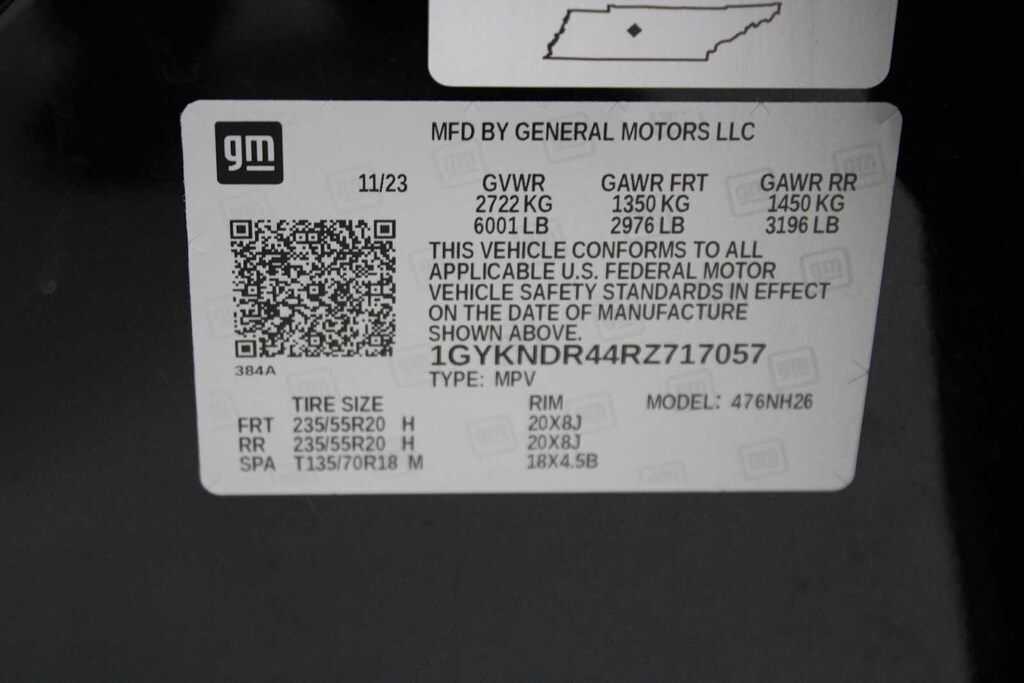 gm
MFD BY GENERAL MOTORS LLC
11/23 GVWR GAWR FRT GAWR RR
2722 KG 1350 KG 1450 KG
6001 LB 2976 LB 3196 LB
THIS VEHICLE CONFORMS TO ALL
APPLICABLE U.S. FEDERAL MOTOR
VEHICLE SAFETY STANDARDS IN EFFECT
ON THE DATE OF MANUFACTURE
SHOWN ABOVE.
1GYKNDR44RZ717057
384A
TYPE: MPV
TIRE SIZE RIM MODEL: 476NH26
FRT 235/55R20 H 20X8J
RR 235/55R20 H 20X8J
SPA T135/70R18 M 18X4.5B